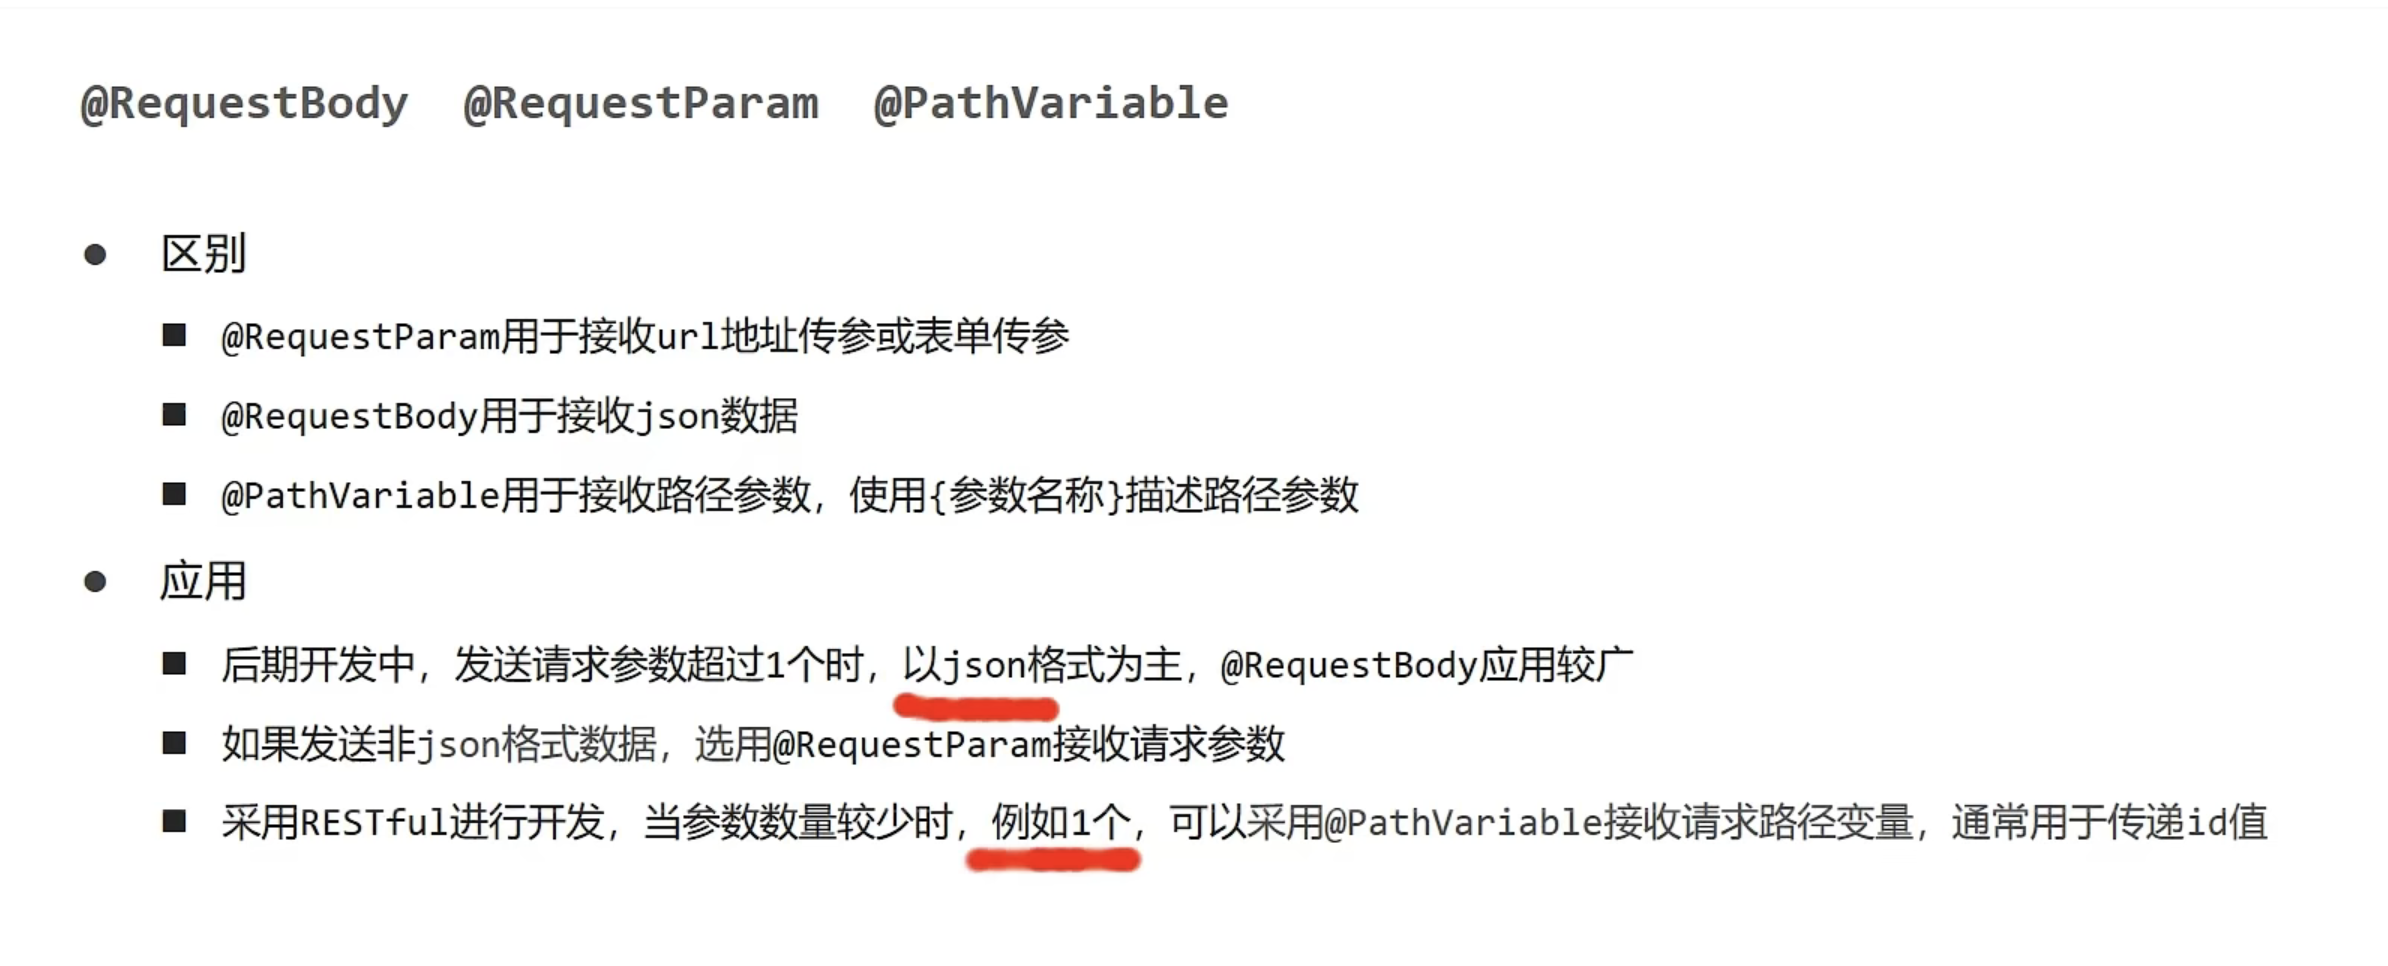 @RequestBody @RequestParam @PathVariable
区别
@RequestParam用于接收url地址传参或表单传参
@RequestBody用于接收json数据
@PathVariable用于接收路径参数，使用{参数名称}描述路径参数
应用
后期开发中，发送请求参数超过1个时，以json格式为主，@RequestBody应用较广
如果发送非json格式数据，选用@RequestParam接收请求参数
采用RESTful进行开发，当参数数量较少时，例如1个，可以采用@PathVariable接收请求路径变量，通常用于传递id值